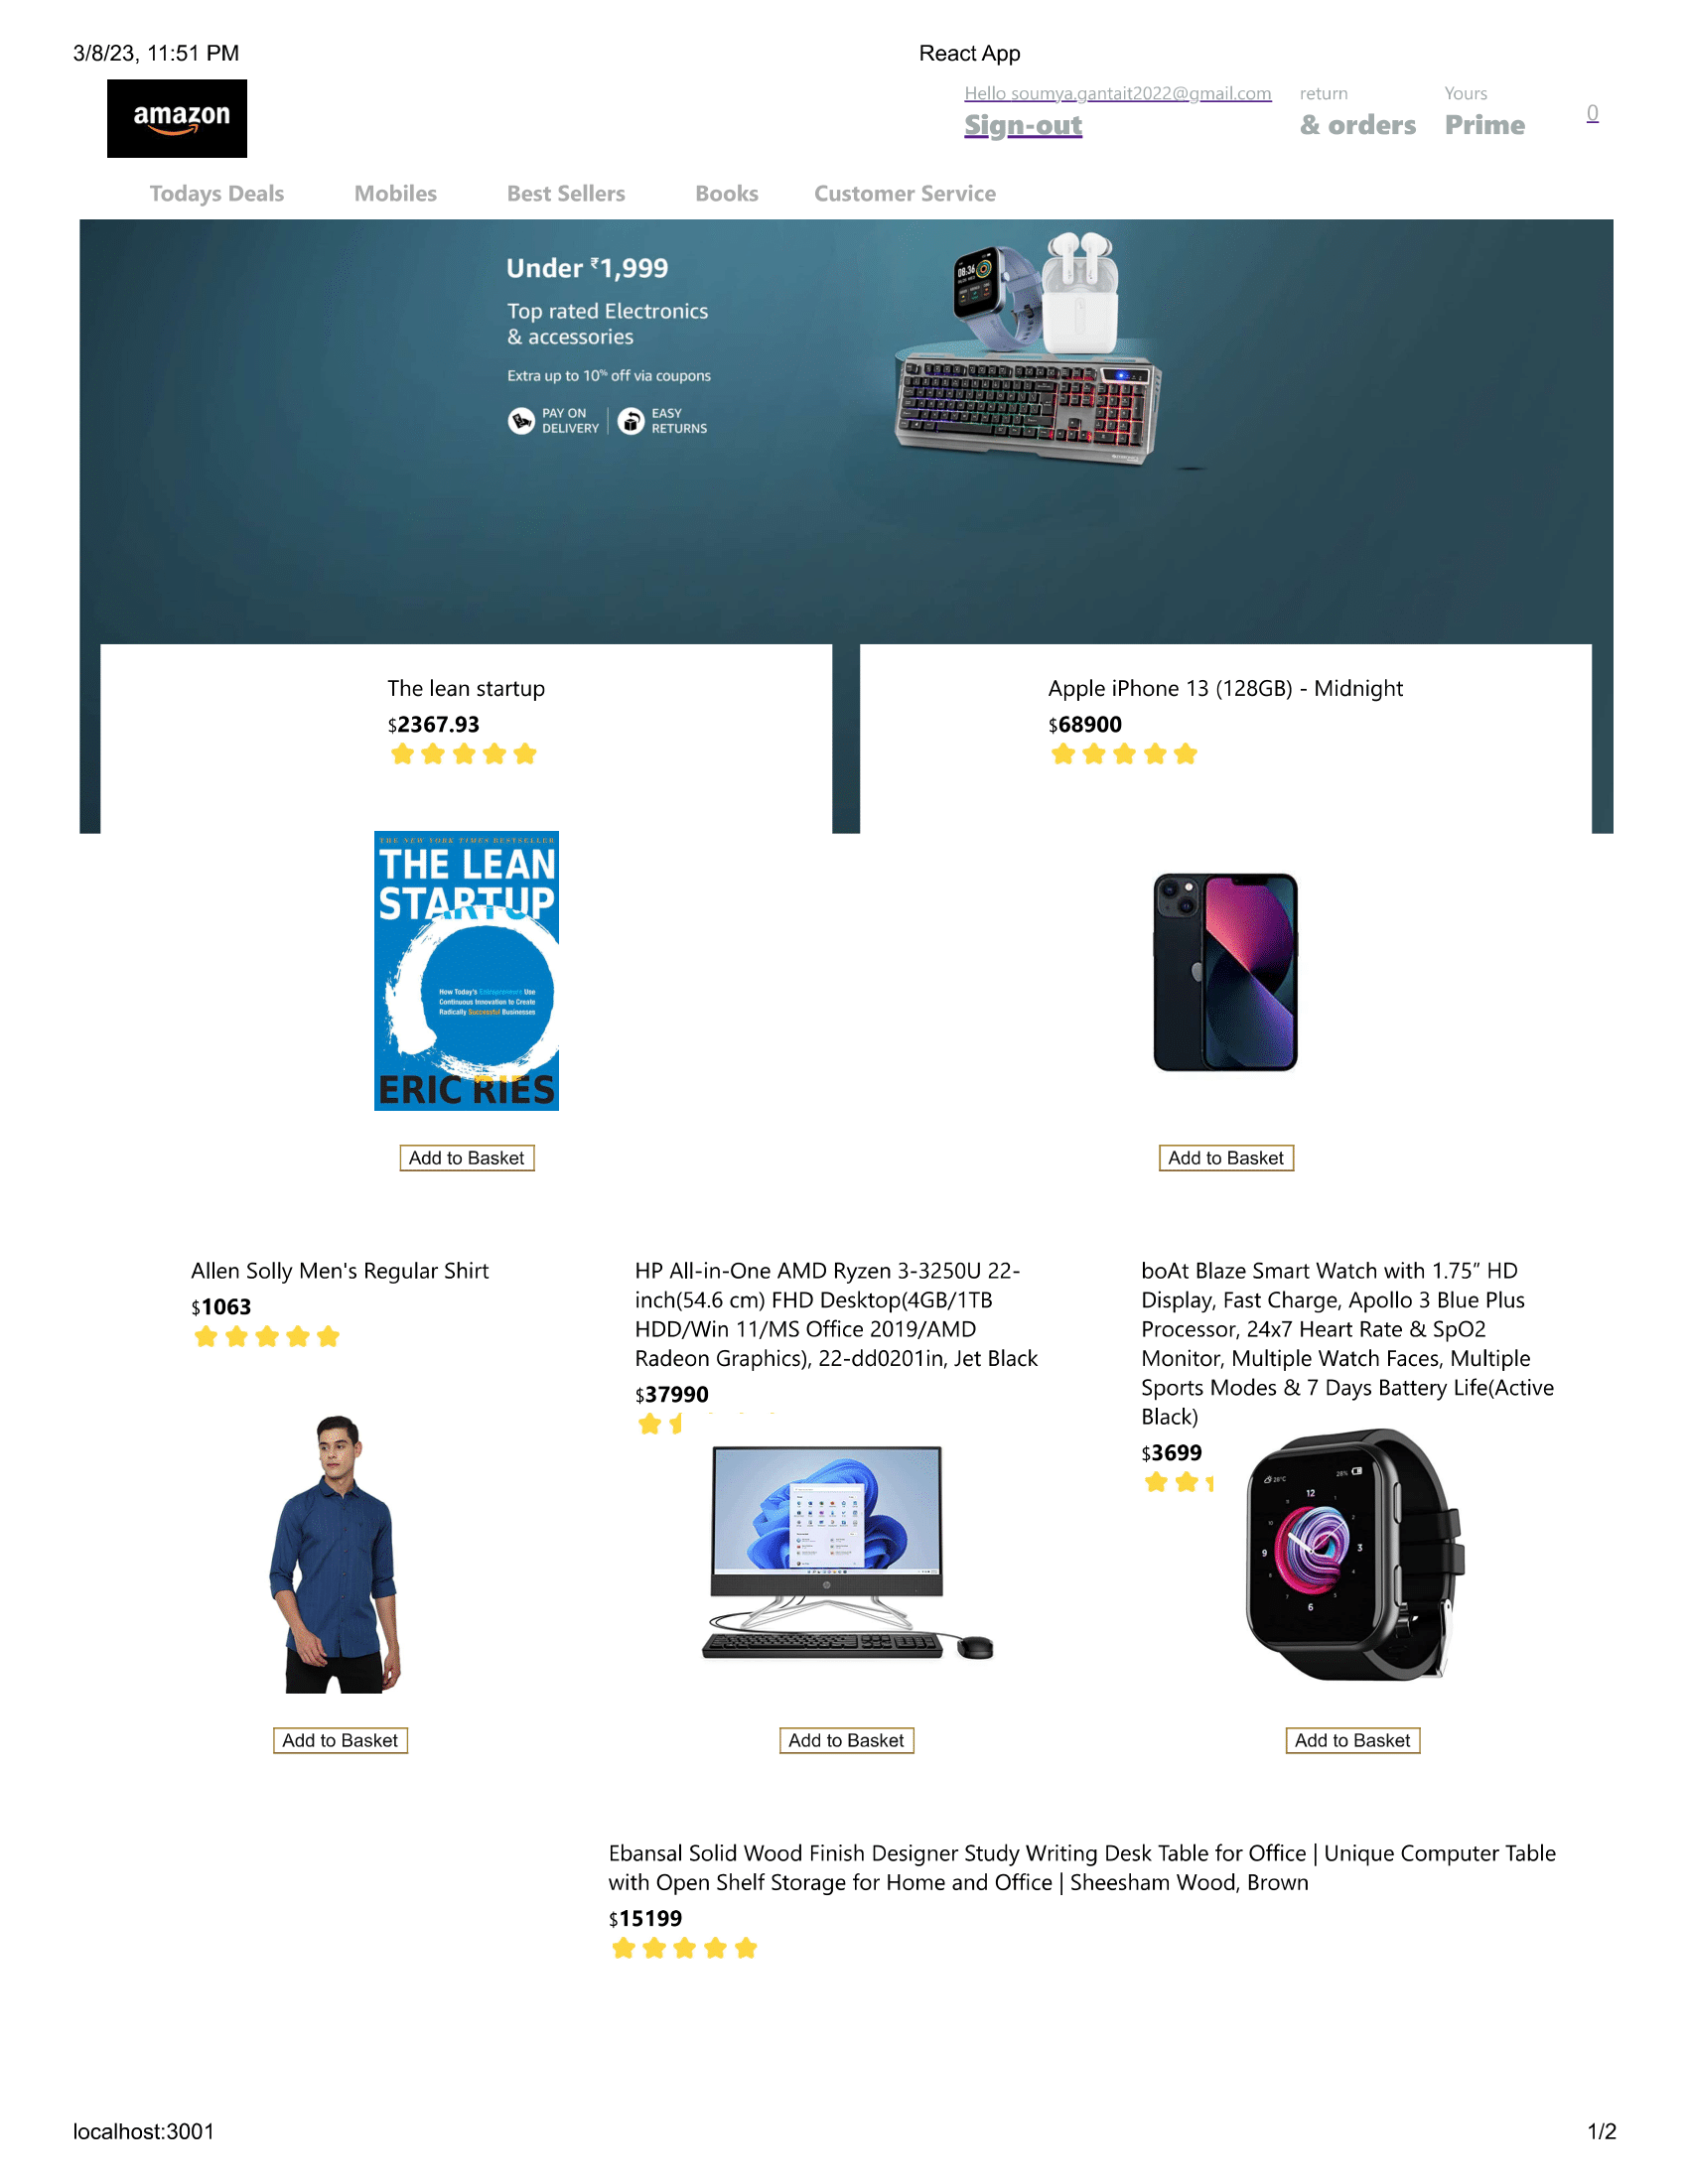 3/8/23, 11:51 PM
React App
amazon
Hello soumya.gantait2022@gmail.com
Sign-out
return
& orders
Yours
Prime
0
Todays Deals
Mobiles
Best Sellers
Books
Customer Service
Under ₹1,999
Top rated Electronics
& accessories
Extra up to 10% off via coupons
PAY ON
DELIVERY
EASY
RETURNS
08:36
The lean startup
$2367.93
THE NEW YORK TIMES BESTSELLER
THE LEAN
STARTUP
How Today's Entrepreneurs Use
Continuous Innovation to Create
Radically Successful Businesses
ERIC RIES
Add to Basket
Apple iPhone 13 (128GB) - Midnight
$68900
Add to Basket
Allen Solly Men's Regular Shirt
$1063
Add to Basket
HP All-in-One AMD Ryzen 3-3250U 22-
inch(54.6 cm) FHD Desktop(4GB/1TB
HDD/Win 11/MS Office 2019/AMD
Radeon Graphics), 22-dd0201in, Jet Black
$37990
Add to Basket
boAt Blaze Smart Watch with 1.75” HD
Display, Fast Charge, Apollo 3 Blue Plus
Processor, 24x7 Heart Rate & SpO2
Monitor, Multiple Watch Faces, Multiple
Sports Modes & 7 Days Battery Life(Active
Black)
$3699
12
3
6
9
Add to Basket
Ebansal Solid Wood Finish Designer Study Writing Desk Table for Office | Unique Computer Table
with Open Shelf Storage for Home and Office | Sheesham Wood, Brown
$15199
localhost:3001
1/2